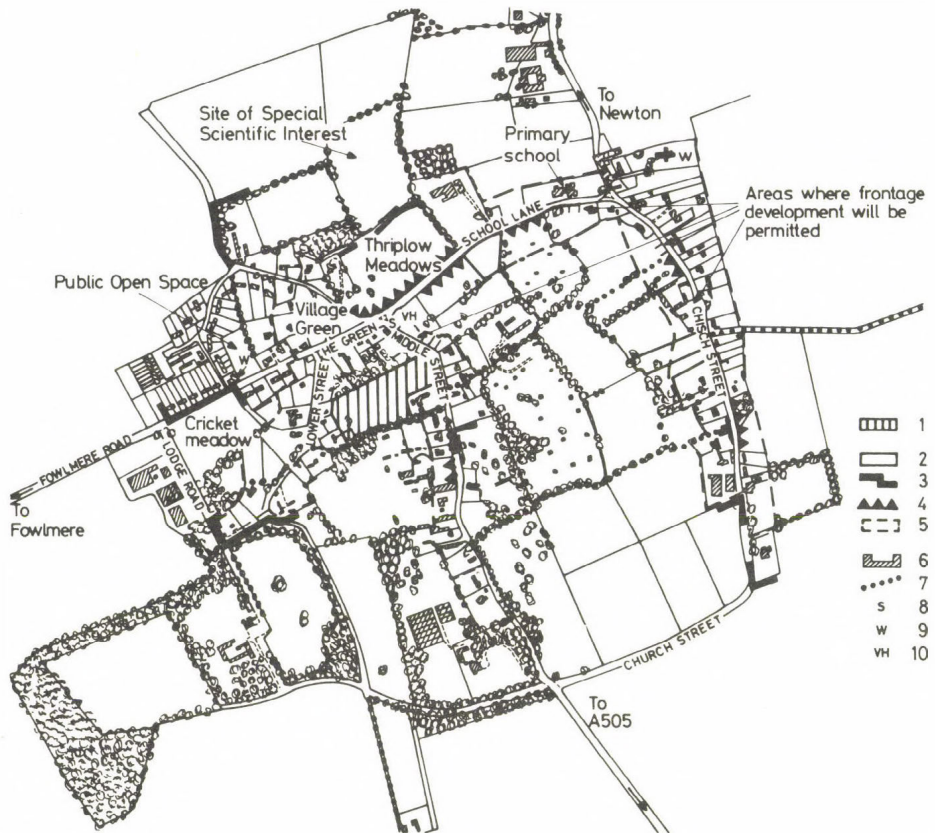 To
Newton
Site of Special
Scientific Interest
Primary
school
W
Areas where frontage
development will be
permitted
SCHOOL LANE
Thriplow
Meadows
Public Open Space
Village
Green
VH
THE GREEN
S
MIDDLE STREET
CHISCH STREET
W
LOWER STREET
Cricket
meadow
FOWLMERE ROAD
LODGE ROAD
To
Fowlmere
1
2
3
4
5
6
7
S 8
W 9
VH 10
CHURCH STREET
To
A505